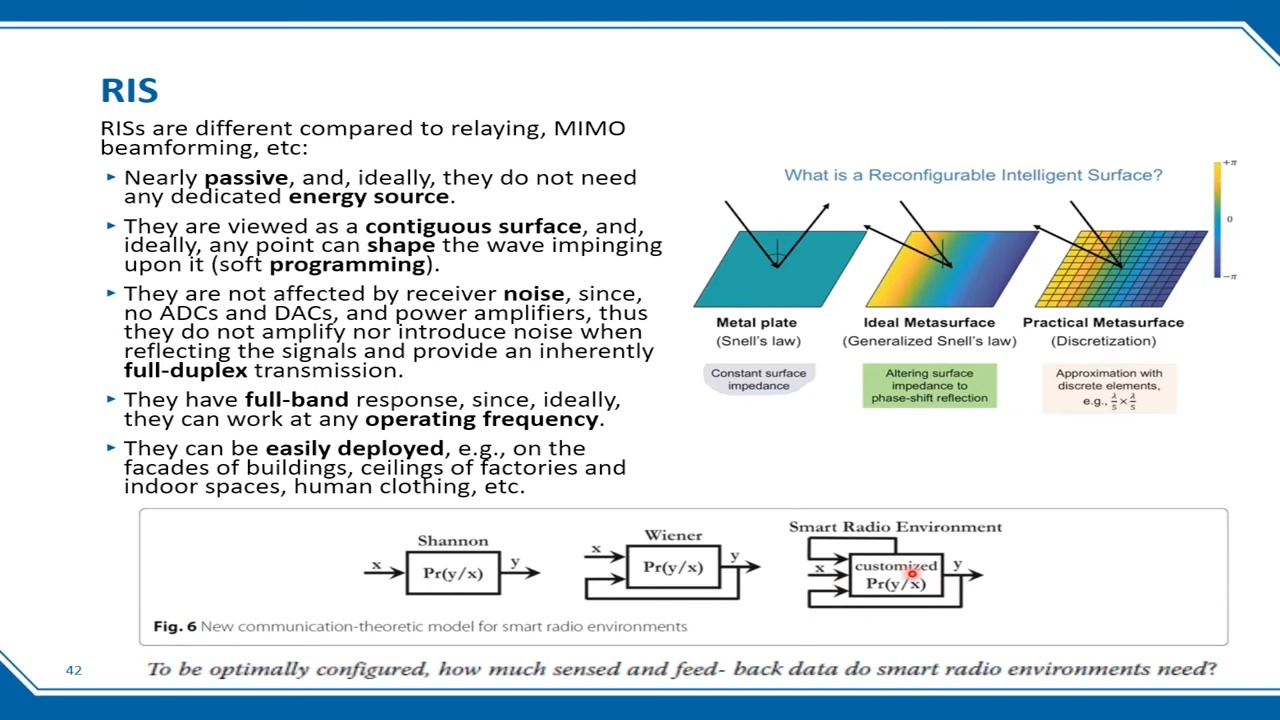 RIS
RISs are different compared to relaying, MIMO
beamforming, etc:
Nearly passive, and, ideally, they do not need
any dedicated energy source.
They are viewed as a contiguous surface, and,
ideally, any point can shape the wave impinging
upon it (soft programming).
They are not affected by receiver noise, since,
no ADCs and DACs, and power amplifiers, thus
they do not amplify nor introduce noise when
reflecting the signals and provide an inherently
full-duplex transmission.
They have full-band response, since, ideally,
they can work at any operating frequency.
They can be easily deployed, e.g., on the
facades of buildings, ceilings of factories and
indoor spaces, human clothing, etc.
What is a Reconfigurable Intelligent Surface?
+π
0
−π
Metal plate
(Snell's law)
Constant surface
impedance
Ideal Metasurface
(Generalized Snell's law)
Altering surface
impedance to
phase-shift reflection
Practical Metasurface
(Discretization)
Approximation with
discrete elements,
e.g., λ/5 × λ/5
Shannon
x
Pr(y/x)
y
Wiener
x
Pr(y/x)
y
Smart Radio Environment
x
customized
Pr(y/x)
y
Fig. 6 New communication-theoretic model for smart radio environments
42
To be optimally configured, how much sensed and feed- back data do smart radio environments need?